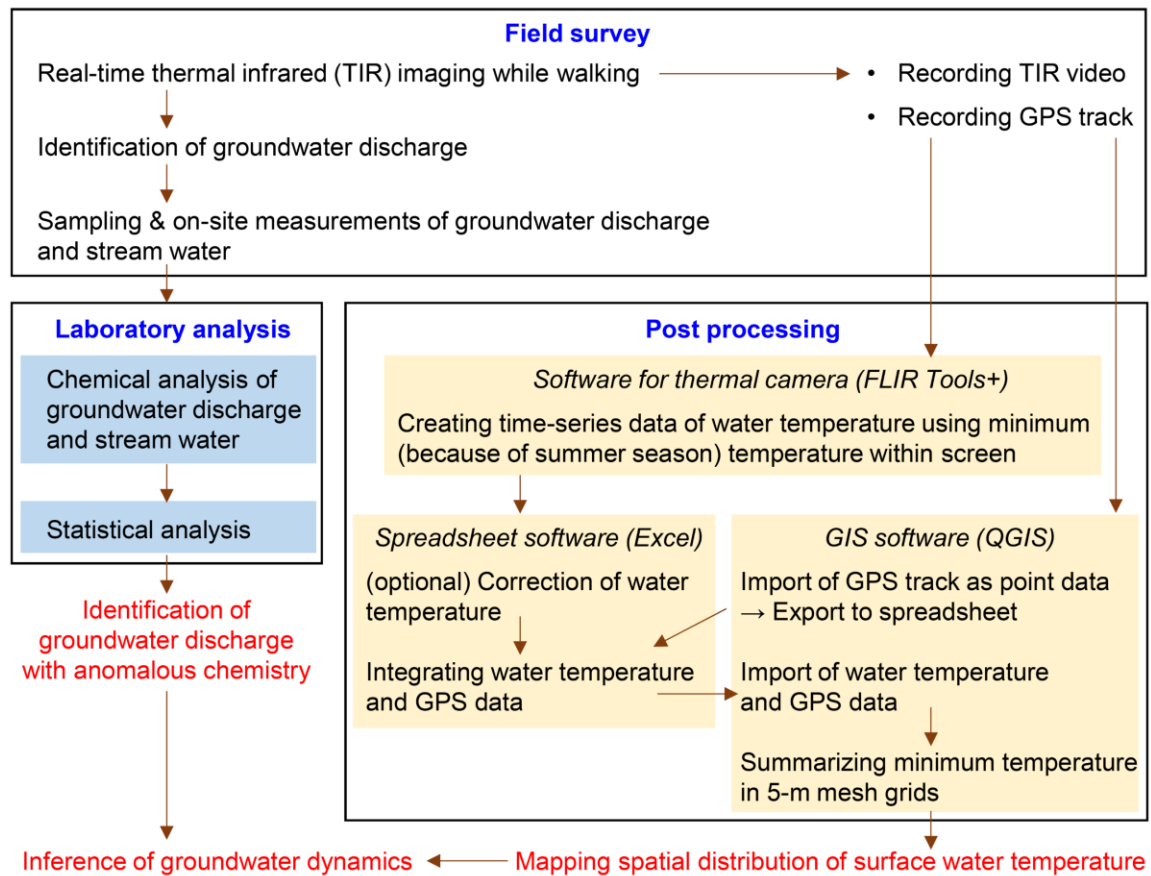 Field survey
Real-time thermal infrared (TIR) imaging while walking
• Recording TIR video
• Recording GPS track
Identification of groundwater discharge
Sampling & on-site measurements of groundwater discharge
and stream water
Laboratory analysis
Chemical analysis of
groundwater discharge
and stream water
Statistical analysis
Identification of
groundwater discharge
with anomalous chemistry
Post processing
Software for thermal camera (FLIR Tools+)
Creating time-series data of water temperature using minimum
(because of summer season) temperature within screen
Spreadsheet software (Excel)
(optional) Correction of water
temperature
Integrating water temperature
and GPS data
GIS software (QGIS)
Import of GPS track as point data
→ Export to spreadsheet
Import of water temperature
and GPS data
Summarizing minimum temperature
in 5-m mesh grids
Inference of groundwater dynamics
Mapping spatial distribution of surface water temperature